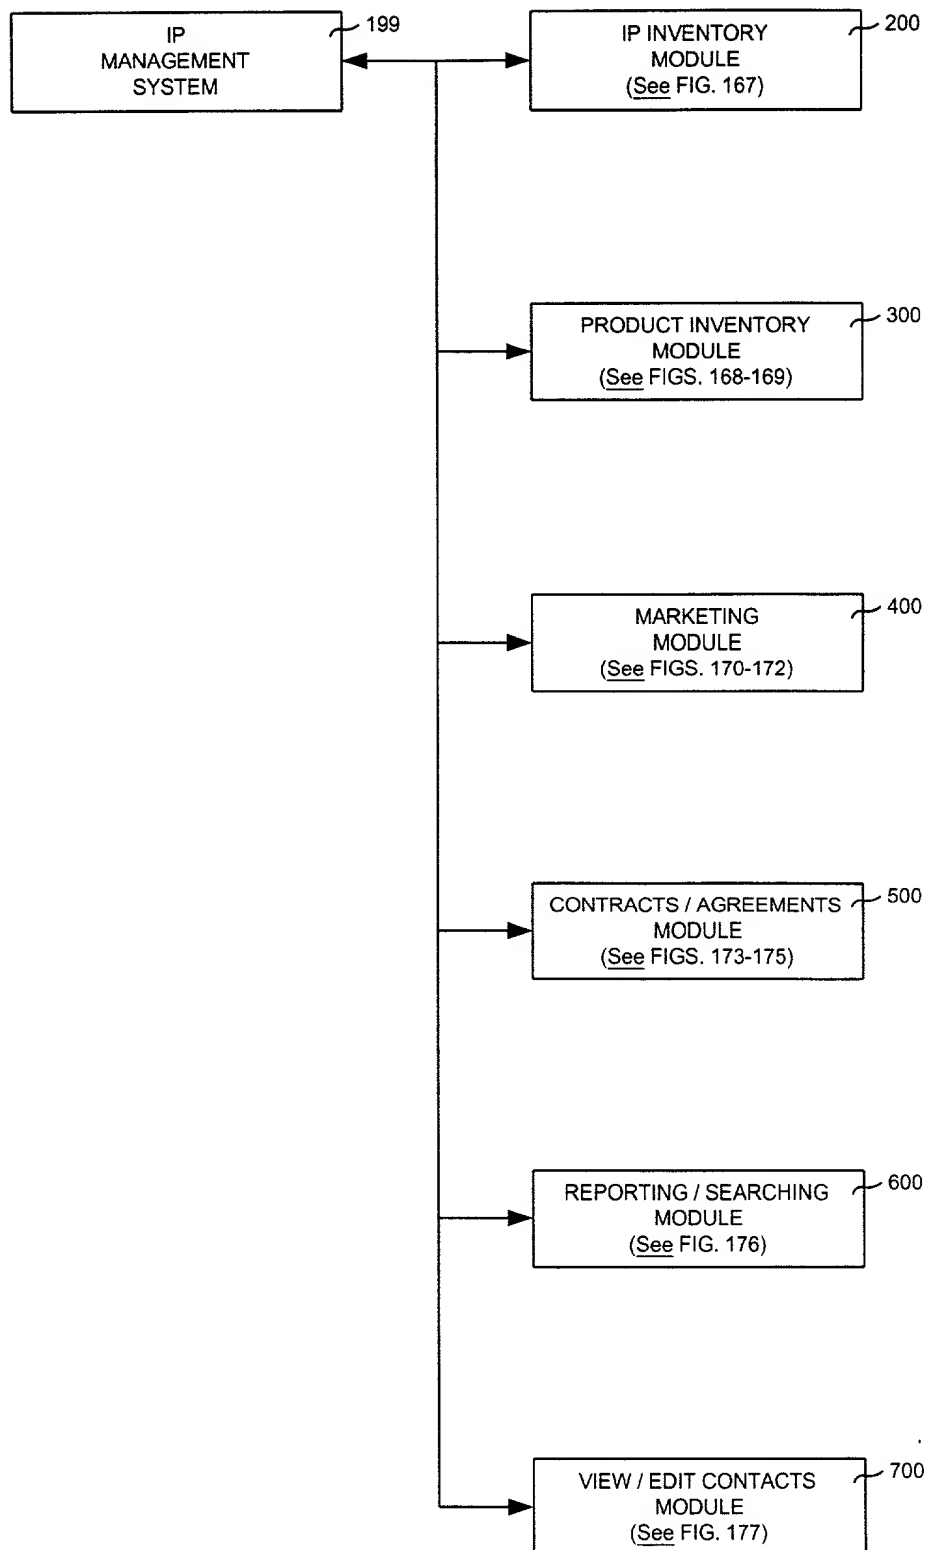 IP
MANAGEMENT
SYSTEM
199
IP INVENTORY
MODULE
(See FIG. 167)
200
PRODUCT INVENTORY
MODULE
(See FIGS. 168-169)
300
MARKETING
MODULE
(See FIGS. 170-172)
400
CONTRACTS / AGREEMENTS
MODULE
(See FIGS. 173-175)
500
REPORTING / SEARCHING
MODULE
(See FIG. 176)
600
VIEW / EDIT CONTACTS
MODULE
(See FIG. 177)
700